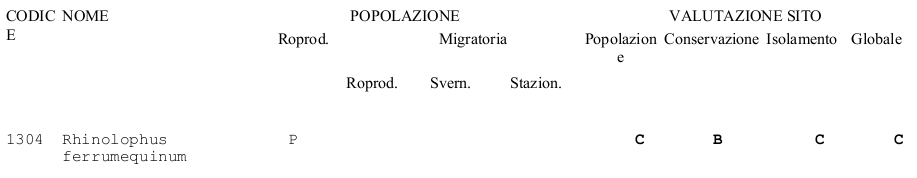 CODIC NOME POPOLAZIONE VALUTAZIONE SITO
E
Roprod. Migratoria Popolazion Conservazione Isolamento Globale
e
Roprod. Svern. Stazion.
1304 Rhinolophus P C B C C
ferrumequinum